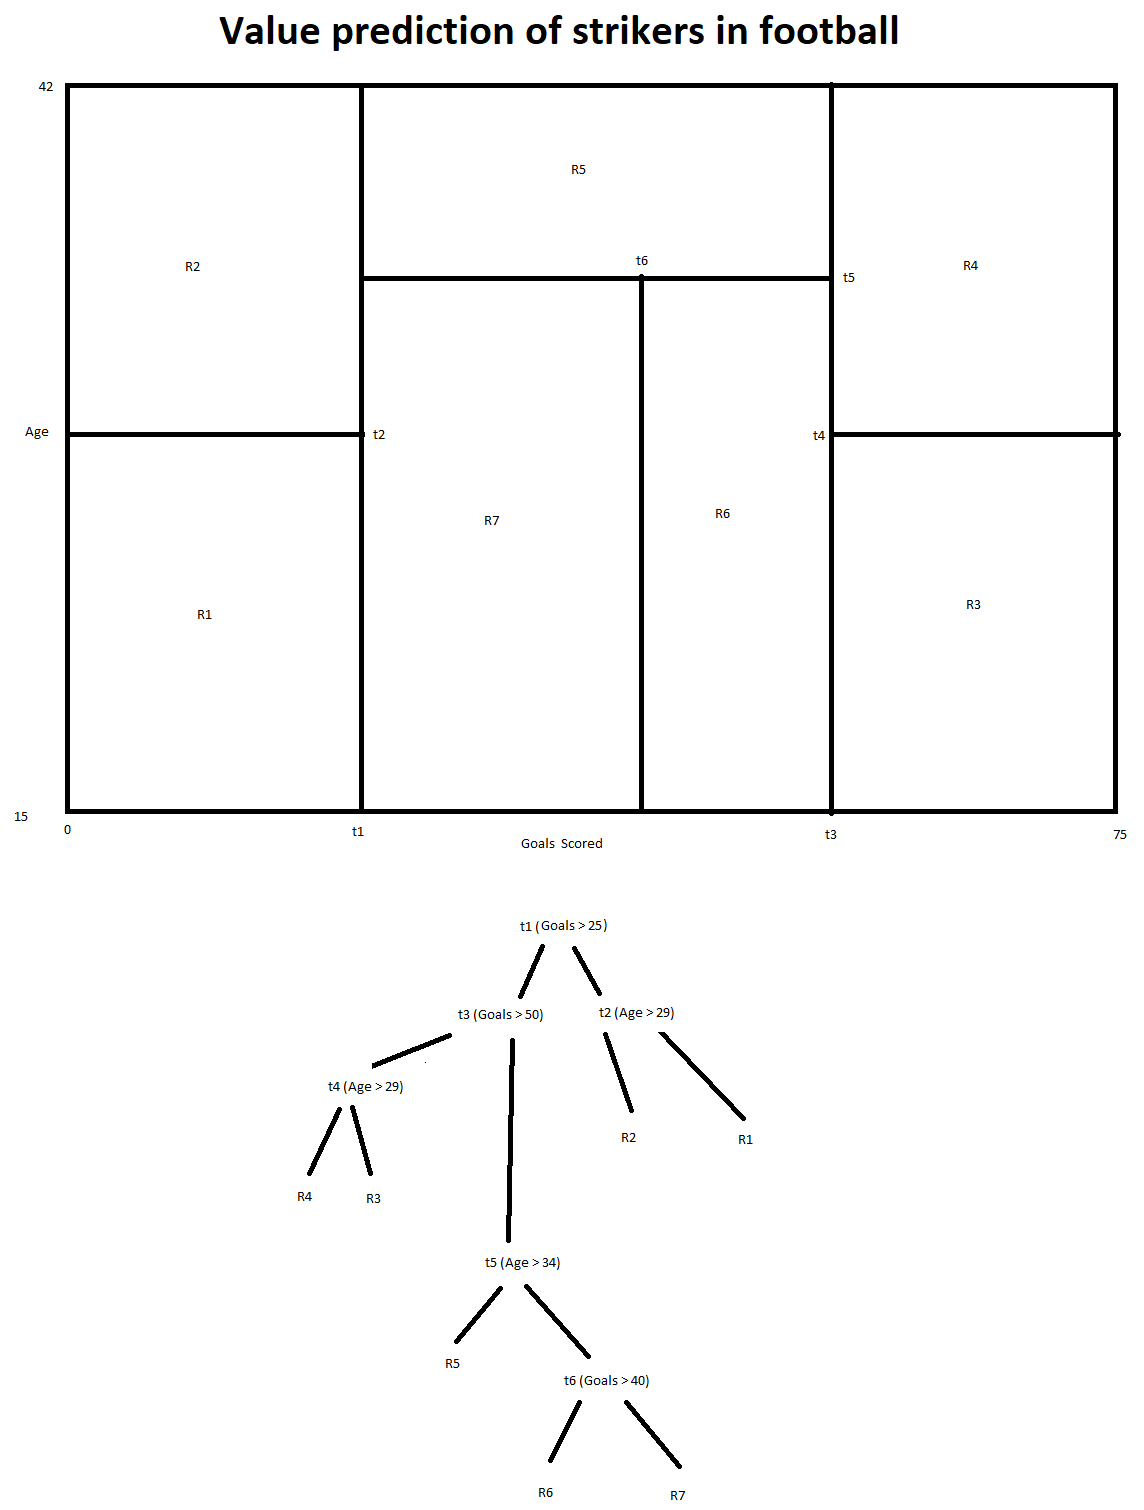 Value prediction of strikers in football
42
R5
R2
t6
R4
t5
Age
t2
t4
R7
R6
R1
R3
15
0
t1
t3
75
Goals Scored
t1 (Goals > 25)
t3 (Goals > 50)
t2 (Age > 29)
t4 (Age > 29)
R2
R1
R4
R3
t5 (Age > 34)
R5
t6 (Goals > 40)
R6
R7